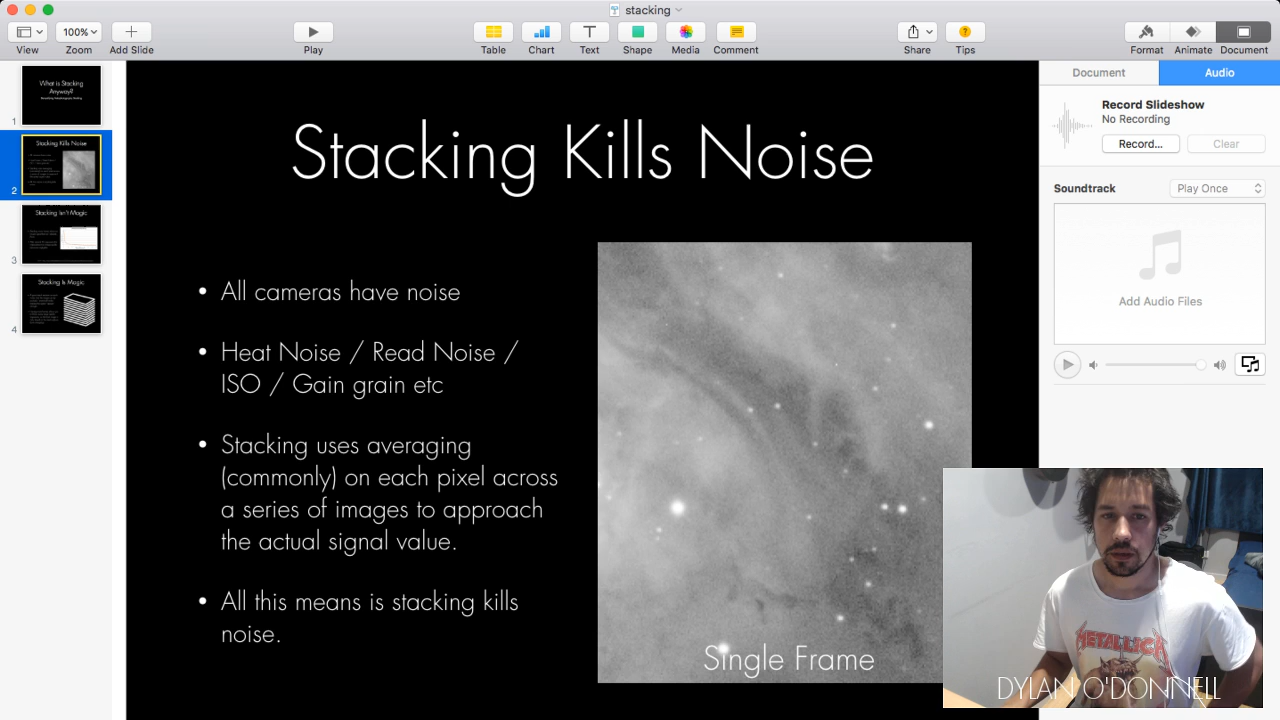 stacking
View
100%
Zoom
Add Slide
Play
Table
Chart
Text
Shape
Media
Comment
Share
Tips
Format
Animate
Document
What is Stacking
Anyway?
1
Stacking Kills Noise
2
Stacking Isn't Magic
3
Stacking Is Magic
4
Stacking Kills Noise
• All cameras have noise
• Heat Noise / Read Noise /
ISO / Gain grain etc
• Stacking uses averaging
(commonly) on each pixel across
a series of images to approach
the actual signal value.
• All this means is stacking kills
noise.
Single Frame
Document
Audio
Record Slideshow
No Recording
Record...
Clear
Soundtrack
Play Once
Add Audio Files
METALLICA
DYLAN O'DONNELL